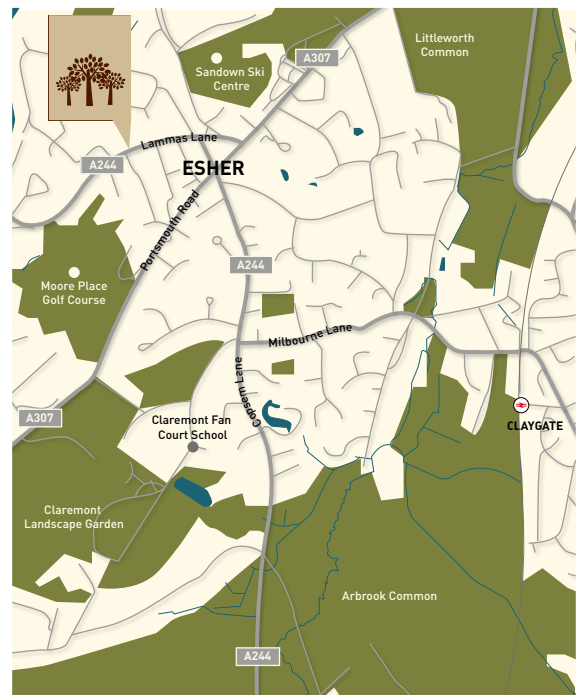 Littleworth
Common
A307
Sandown Ski
Centre
Lammas Lane
A244
ESHER
Portsmouth Road
A244
Moore Place
Golf Course
Milbourne Lane
Copsem Lane
A307
Claremont Fan
Court School
CLAYGATE
Claremont
Landscape Garden
Arbrook Common
A244